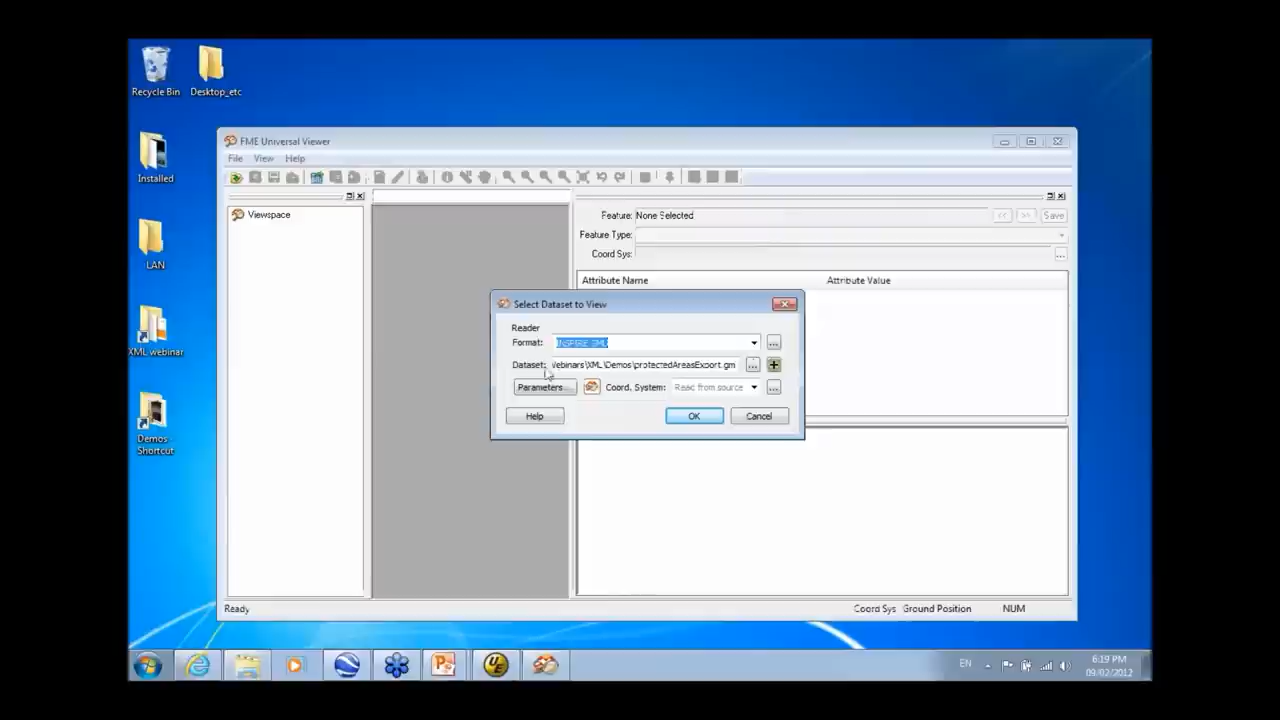 Recycle Bin
Desktop_etc
Installed
LAN
XML webinar
Demos -
Shortcut
FME Universal Viewer
File View Help
Viewspace
Feature: None Selected
<< >> Save
Feature Type:
Coord Sys:
...
Attribute Name Attribute Value
Select Dataset to View
Reader
Format: INSPIRE GML
...
Dataset: Webinars\XML\Demos\protectedAreasExport.gm
...
Parameters... Coord. System: Read from source
...
Help OK Cancel
Ready Coord Sys Ground Position NUM
EN
6:19 PM
09/02/2012